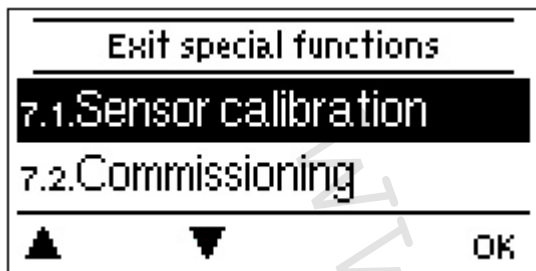 Exit special functions
7.1.Sensor calibration
7.2.Commissioning
▲ ▼ OK